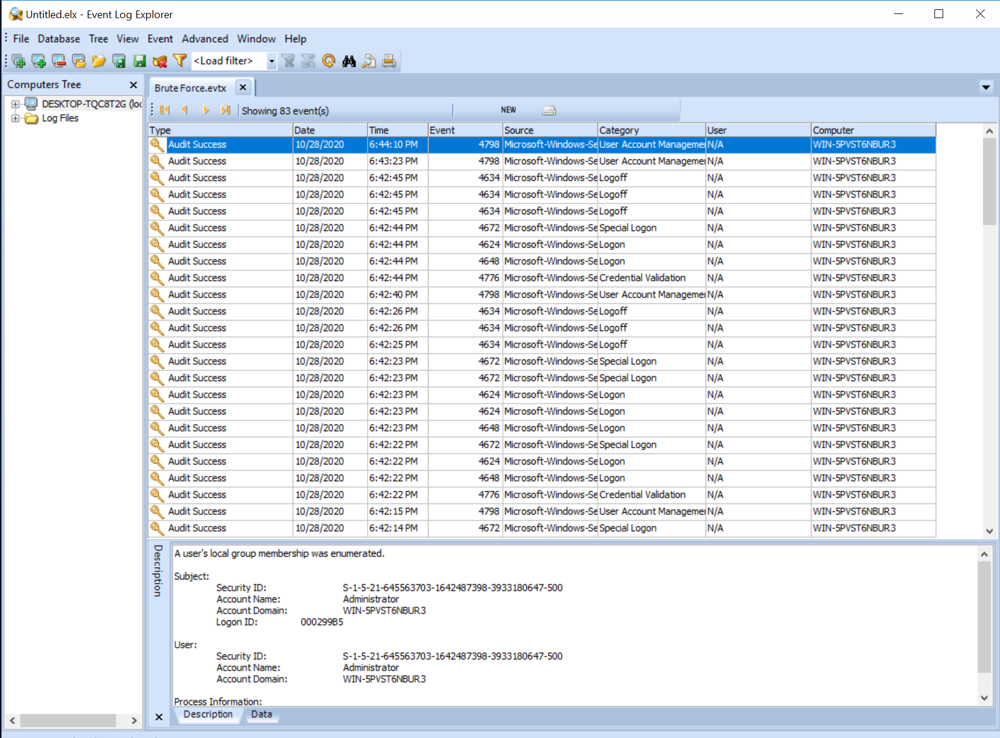 Untitled.elx - Event Log Explorer
File Database Tree View Event Advanced Window Help
<Load filter>
Computers Tree
DESKTOP-TQC8T2G (loc
Log Files
Brute Force.evtx
Showing 83 event(s) NEW
Type Date Time Event Source Category User Computer
Audit Success 10/28/2020 6:44:10 PM 4798 Microsoft-Windows-Se User Account Managemer N/A WIN-5PVST6NBUR3
Audit Success 10/28/2020 6:43:23 PM 4798 Microsoft-Windows-Se User Account Managemer N/A WIN-5PVST6NBUR3
Audit Success 10/28/2020 6:42:45 PM 4634 Microsoft-Windows-Se Logoff N/A WIN-5PVST6NBUR3
Audit Success 10/28/2020 6:42:45 PM 4634 Microsoft-Windows-Se Logoff N/A WIN-5PVST6NBUR3
Audit Success 10/28/2020 6:42:45 PM 4634 Microsoft-Windows-Se Logoff N/A WIN-5PVST6NBUR3
Audit Success 10/28/2020 6:42:44 PM 4672 Microsoft-Windows-Se Special Logon N/A WIN-5PVST6NBUR3
Audit Success 10/28/2020 6:42:44 PM 4624 Microsoft-Windows-Se Logon N/A WIN-5PVST6NBUR3
Audit Success 10/28/2020 6:42:44 PM 4648 Microsoft-Windows-Se Logon N/A WIN-5PVST6NBUR3
Audit Success 10/28/2020 6:42:44 PM 4776 Microsoft-Windows-Se Credential Validation N/A WIN-5PVST6NBUR3
Audit Success 10/28/2020 6:42:40 PM 4798 Microsoft-Windows-Se User Account Managemer N/A WIN-5PVST6NBUR3
Audit Success 10/28/2020 6:42:26 PM 4634 Microsoft-Windows-Se Logoff N/A WIN-5PVST6NBUR3
Audit Success 10/28/2020 6:42:26 PM 4634 Microsoft-Windows-Se Logoff N/A WIN-5PVST6NBUR3
Audit Success 10/28/2020 6:42:25 PM 4634 Microsoft-Windows-Se Logoff N/A WIN-5PVST6NBUR3
Audit Success 10/28/2020 6:42:23 PM 4672 Microsoft-Windows-Se Special Logon N/A WIN-5PVST6NBUR3
Audit Success 10/28/2020 6:42:23 PM 4672 Microsoft-Windows-Se Special Logon N/A WIN-5PVST6NBUR3
Audit Success 10/28/2020 6:42:23 PM 4624 Microsoft-Windows-Se Logon N/A WIN-5PVST6NBUR3
Audit Success 10/28/2020 6:42:23 PM 4624 Microsoft-Windows-Se Logon N/A WIN-5PVST6NBUR3
Audit Success 10/28/2020 6:42:23 PM 4648 Microsoft-Windows-Se Logon N/A WIN-5PVST6NBUR3
Audit Success 10/28/2020 6:42:22 PM 4672 Microsoft-Windows-Se Special Logon N/A WIN-5PVST6NBUR3
Audit Success 10/28/2020 6:42:22 PM 4624 Microsoft-Windows-Se Logon N/A WIN-5PVST6NBUR3
Audit Success 10/28/2020 6:42:22 PM 4648 Microsoft-Windows-Se Logon N/A WIN-5PVST6NBUR3
Audit Success 10/28/2020 6:42:22 PM 4776 Microsoft-Windows-Se Credential Validation N/A WIN-5PVST6NBUR3
Audit Success 10/28/2020 6:42:15 PM 4798 Microsoft-Windows-Se User Account Managemer N/A WIN-5PVST6NBUR3
Audit Success 10/28/2020 6:42:14 PM 4672 Microsoft-Windows-Se Special Logon N/A WIN-5PVST6NBUR3
Description
A user's local group membership was enumerated.
Subject:
Security ID: S-1-5-21-645563703-1642487398-3933180647-500
Account Name: Administrator
Account Domain: WIN-5PVST6NBUR3
Logon ID: 000299B5
User:
Security ID: S-1-5-21-645563703-1642487398-3933180647-500
Account Name: Administrator
Account Domain: WIN-5PVST6NBUR3
Process Information:
Description Data